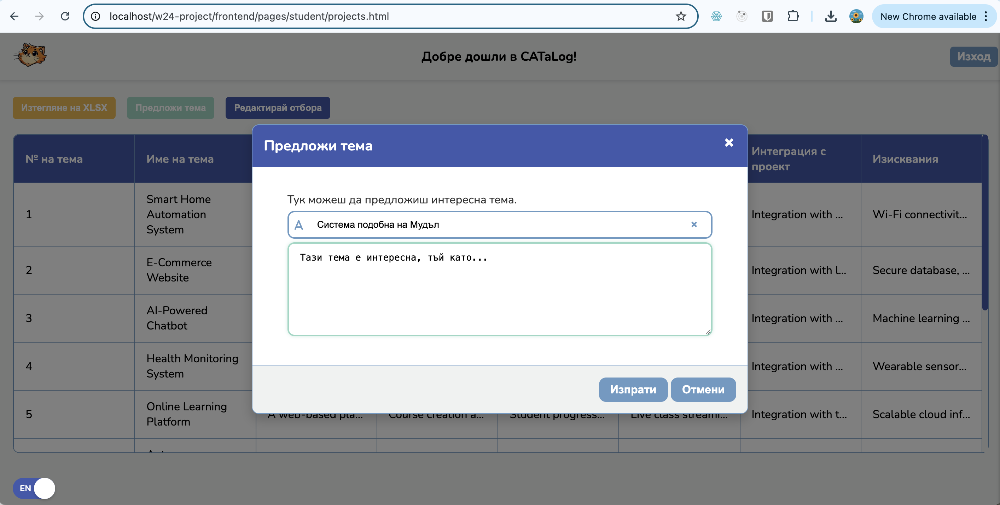 localhost/w24-project/frontend/pages/student/projects.html
New Chrome available
Добре дошли в CATaLog!
Изход
Изтегляне на XLSX
Предложи тема
Редактирай отбора
№ на тема
Име на тема
Интеграция с
проект
Изисквания
Предложи тема
Тук можеш да предложиш интересна тема.
A
Система подобна на Мудъл
Тази тема е интересна, тъй като...
Изпрати
Отмени
1
Smart Home
Automation
System
Integration with ...
Wi-Fi connectivit...
2
E-Commerce
Website
Integration with l...
Secure database, ...
3
AI-Powered
Chatbot
Integration with ...
Machine learning ...
4
Health Monitoring
System
Integration with ...
Wearable sensor...
5
Online Learning
Platform
A web-based pla...
Course creation a...
Student progress...
Live class streami...
Integration with t...
Scalable cloud inf...
EN